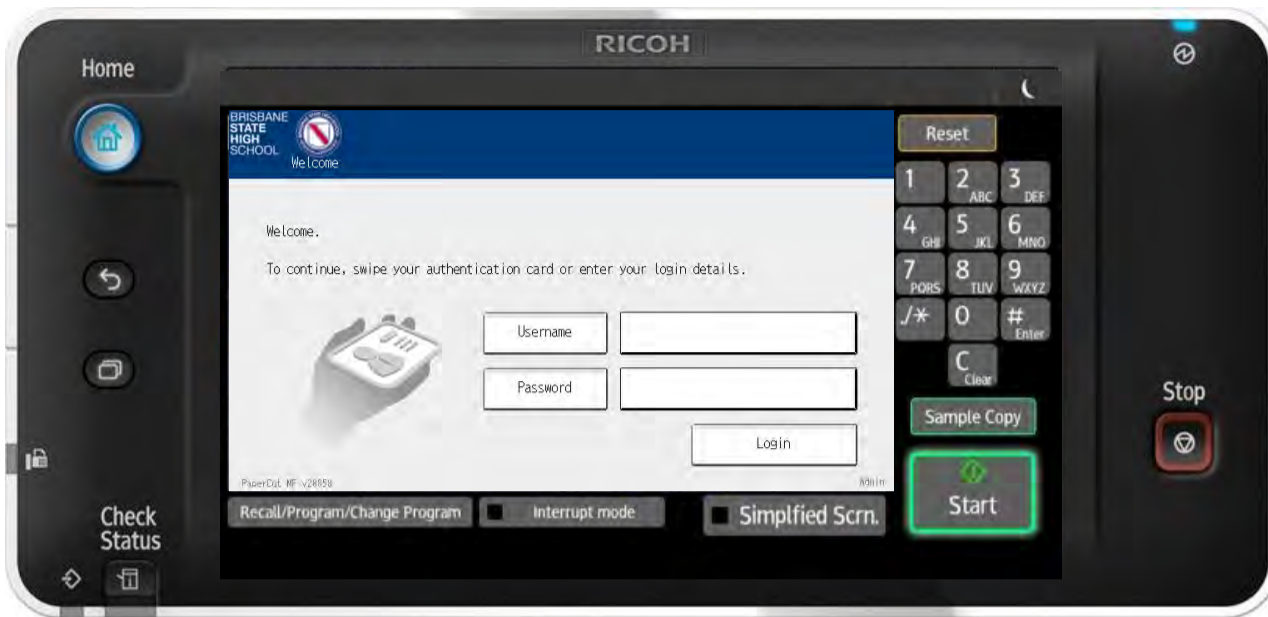 RICOH
Home
BRISBANE
STATE
HIGH
SCHOOL
Welcome
Reset
1 2 ABC 3 DEF
4 GHI 5 JKL 6 MNO
7 PQRS 8 TUV 9 WXYZ
./* 0 # Enter
C Clear
Welcome.
To continue, swipe your authentication card or enter your login details.
Username
Password
Login
PaperCut MF v28058
Admin
Sample Copy
Start
Stop
Recall/Program/Change Program
Interrupt mode
Simplfied Scrn.
Check
Status